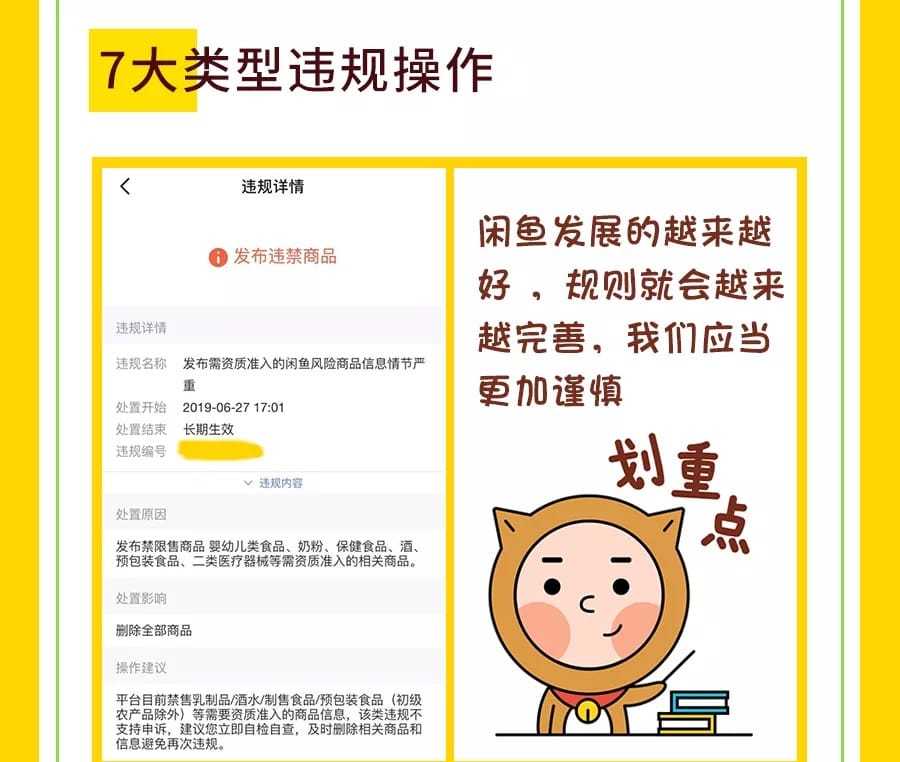 7大类型违规操作
违规详情
发布违禁商品
违规详情
违规名称 发布需资质准入的闲鱼风险商品信息情节严
重
处置开始 2019-06-27 17:01
处置结束 长期生效
违规编号
违规内容
处置原因
发布禁限售商品 婴幼儿类食品、奶粉、保健食品、酒、
预包装食品、二类医疗器械等需资质准入的相关商品。
处置影响
删除全部商品
操作建议
平台目前禁售乳制品/酒水/制售食品/预包装食品（初级
农产品除外）等需要资质准入的商品信息，该类违规不
支持申诉，建议您立即自检自查，及时删除相关商品和
信息避免再次违规。
闲鱼发展的越来越
好 ，规则就会越来
越完善，我们应当
更加谨慎
划重点